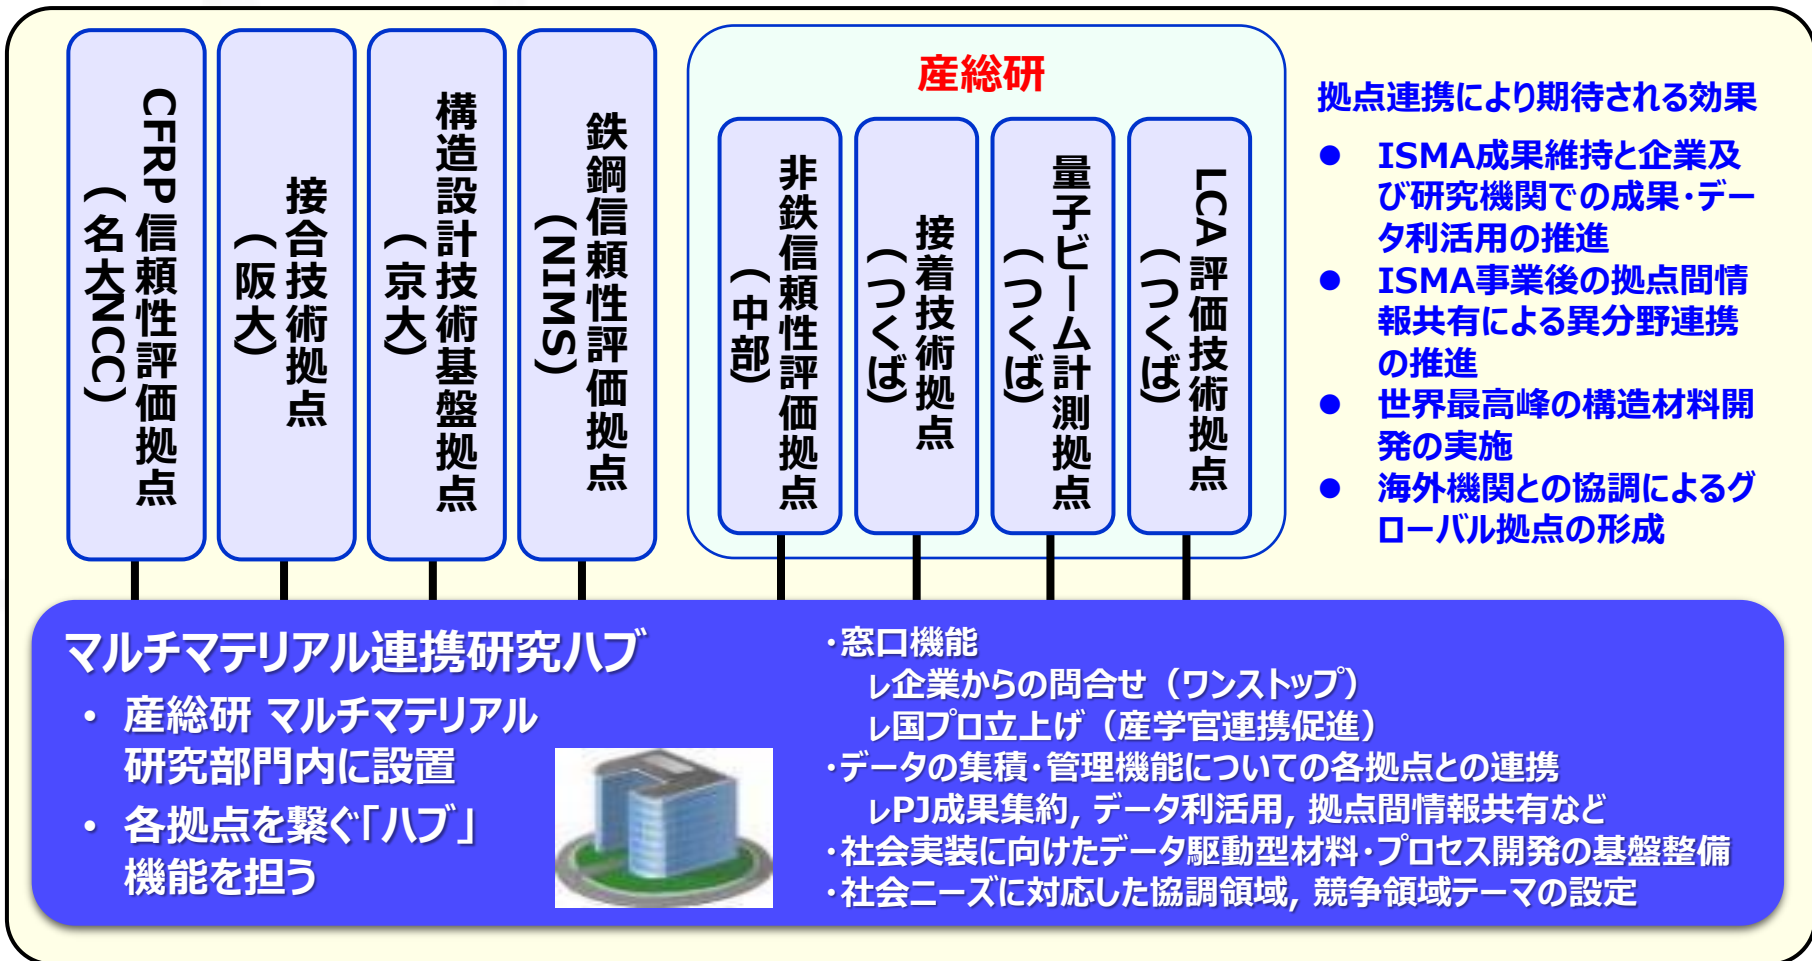 CFRP信頼性評価拠点
（名大NCC）
接合技術拠点
（阪大）
構造設計技術基盤拠点
（京大）
鉄鋼信頼性評価拠点
（NIMS）
産総研
非鉄信頼性評価拠点
（中部）
接着技術拠点
（つくば）
量子ビーム計測拠点
（つくば）
LCA評価技術拠点
（つくば）
拠点連携により期待される効果
● ISMA成果維持と企業及
び研究機関での成果・デー
タ利活用の推進
● ISMA事業後の拠点間情
報共有による異分野連携
の推進
● 世界最高峰の構造材料開
発の実施
● 海外機関との協調によるグ
ローバル拠点の形成
マルチマテリアル連携研究ハブ
・ 産総研 マルチマテリアル
研究部門内に設置
・ 各拠点を繋ぐ「ハブ」
機能を担う
・窓口機能
レ企業からの問合せ（ワンストップ）
レ国プロ立上げ（産学官連携促進）
・データの集積・管理機能についての各拠点との連携
レPJ成果集約, データ利活用, 拠点間情報共有など
・社会実装に向けたデータ駆動型材料・プロセス開発の基盤整備
・社会ニーズに対応した協調領域, 競争領域テーマの設定